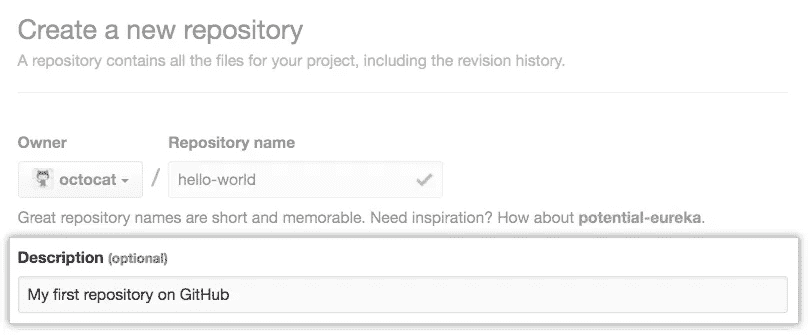 Create a new repository
A repository contains all the files for your project, including the revision history.
Owner
Repository name
octocat / hello-world
Great repository names are short and memorable. Need inspiration? How about potential-eureka.
Description (optional)
My first repository on GitHub